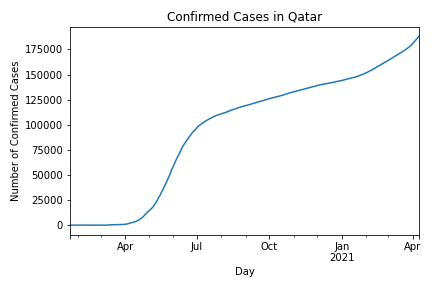 Confirmed Cases in Qatar
Number of Confirmed Cases
175000
150000
125000
100000
75000
50000
25000
0
Apr Jul Oct Jan Apr
2021
Day